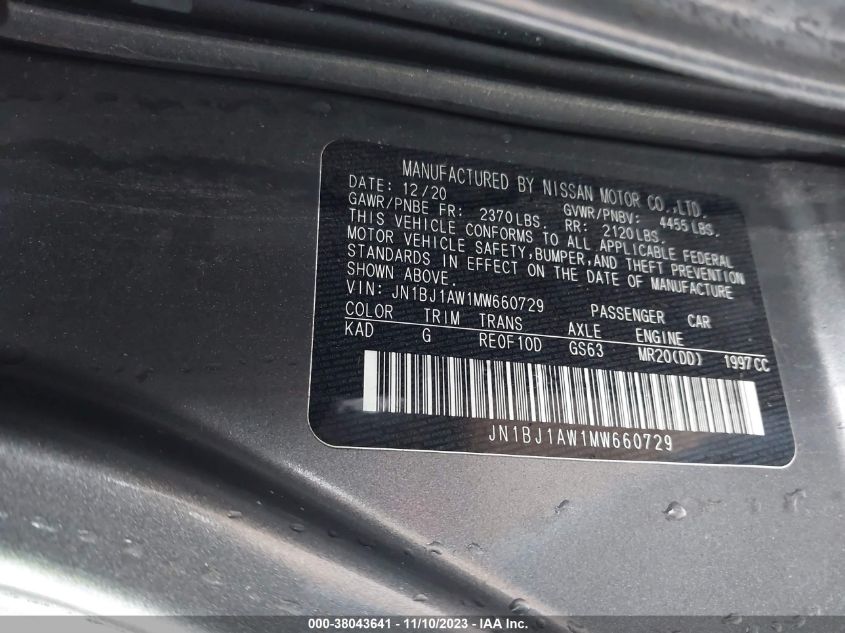 MANUFACTURED BY NISSAN MOTOR CO.,LTD.
DATE: 12/20
GAWR/PNBE FR: 2370LBS. GVWR/PNBV: 4455LBS.
RR: 2120LBS.
THIS VEHICLE CONFORMS TO ALL APPLICABLE FEDERAL
MOTOR VEHICLE SAFETY,BUMPER,AND THEFT PREVENTION
STANDARDS IN EFFECT ON THE DATE OF MANUFACTURE
SHOWN ABOVE.
VIN: JN1BJ1AW1MW660729 PASSENGER CAR
COLOR TRIM TRANS AXLE ENGINE
KAD G RE0F10D GS63 MR20(DD) 1997CC
JN1BJ1AW1MW660729
000-38043641 - 11/10/2023 - IAA Inc.